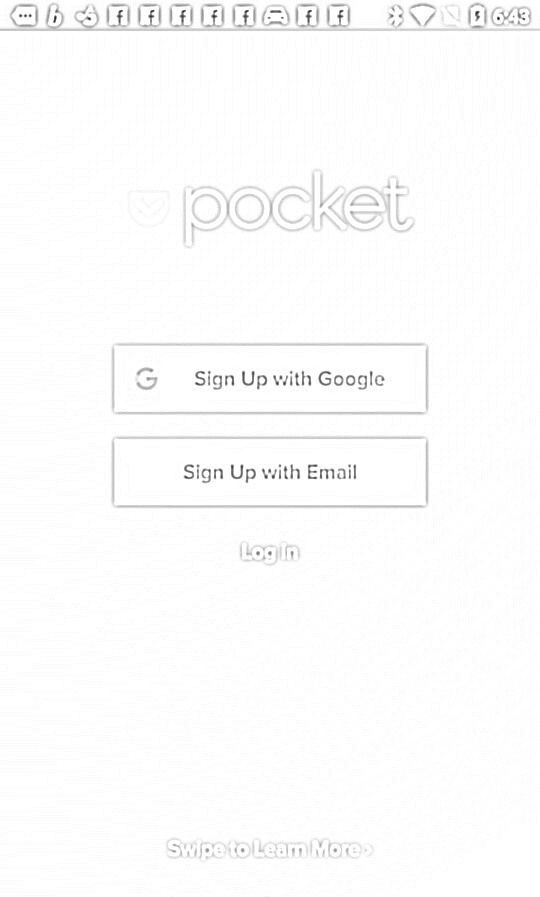 6:43
pocket
Sign Up with Google
Sign Up with Email
Log In
Swipe to Learn More ›